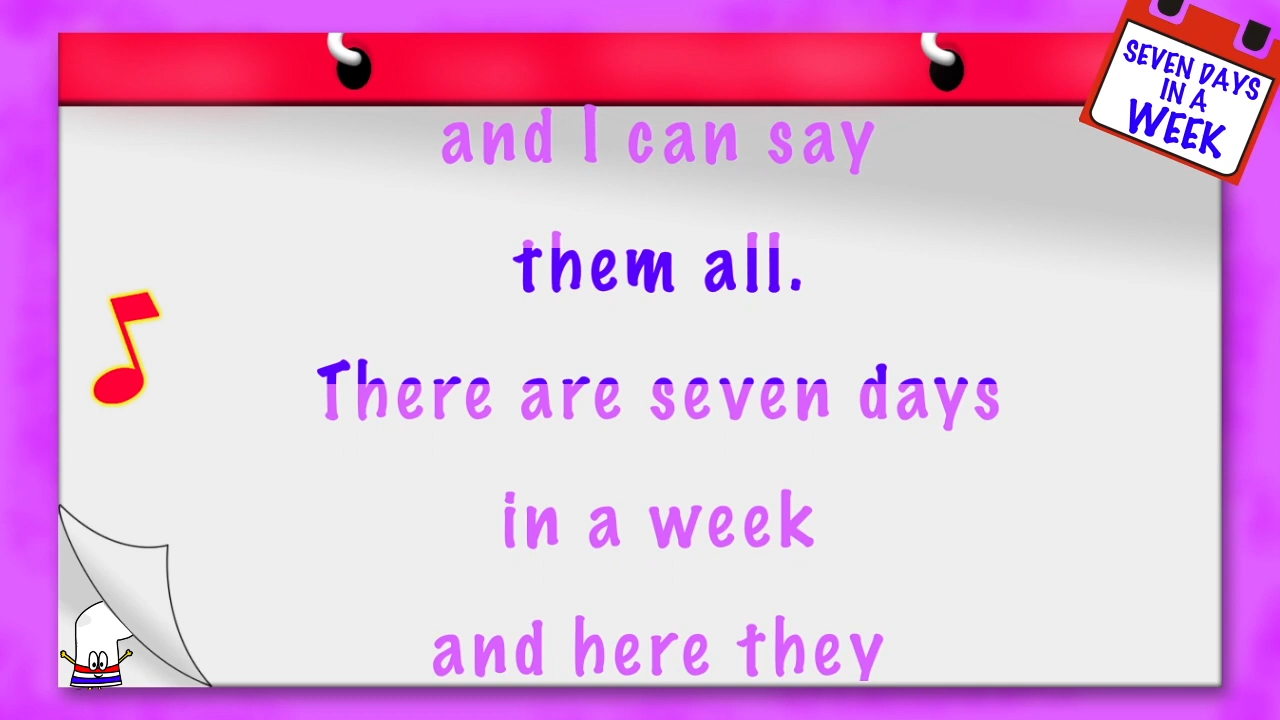 SEVEN DAYS
IN A
WEEK
and I can say
them all.
There are seven days
in a week
and here they